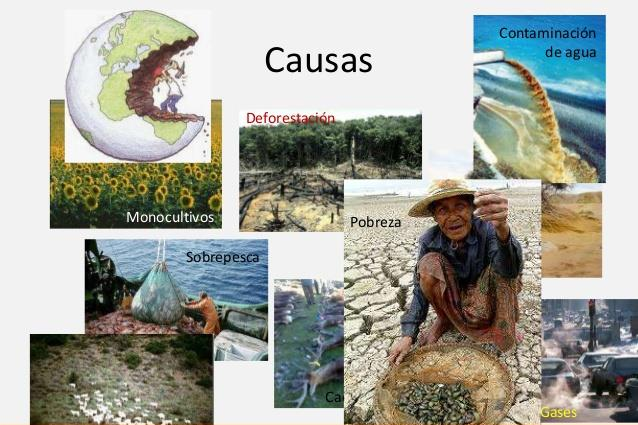 Causas
Contaminación
de agua
Deforestación
Monocultivos
Pobreza
Sobrepesca
Gases